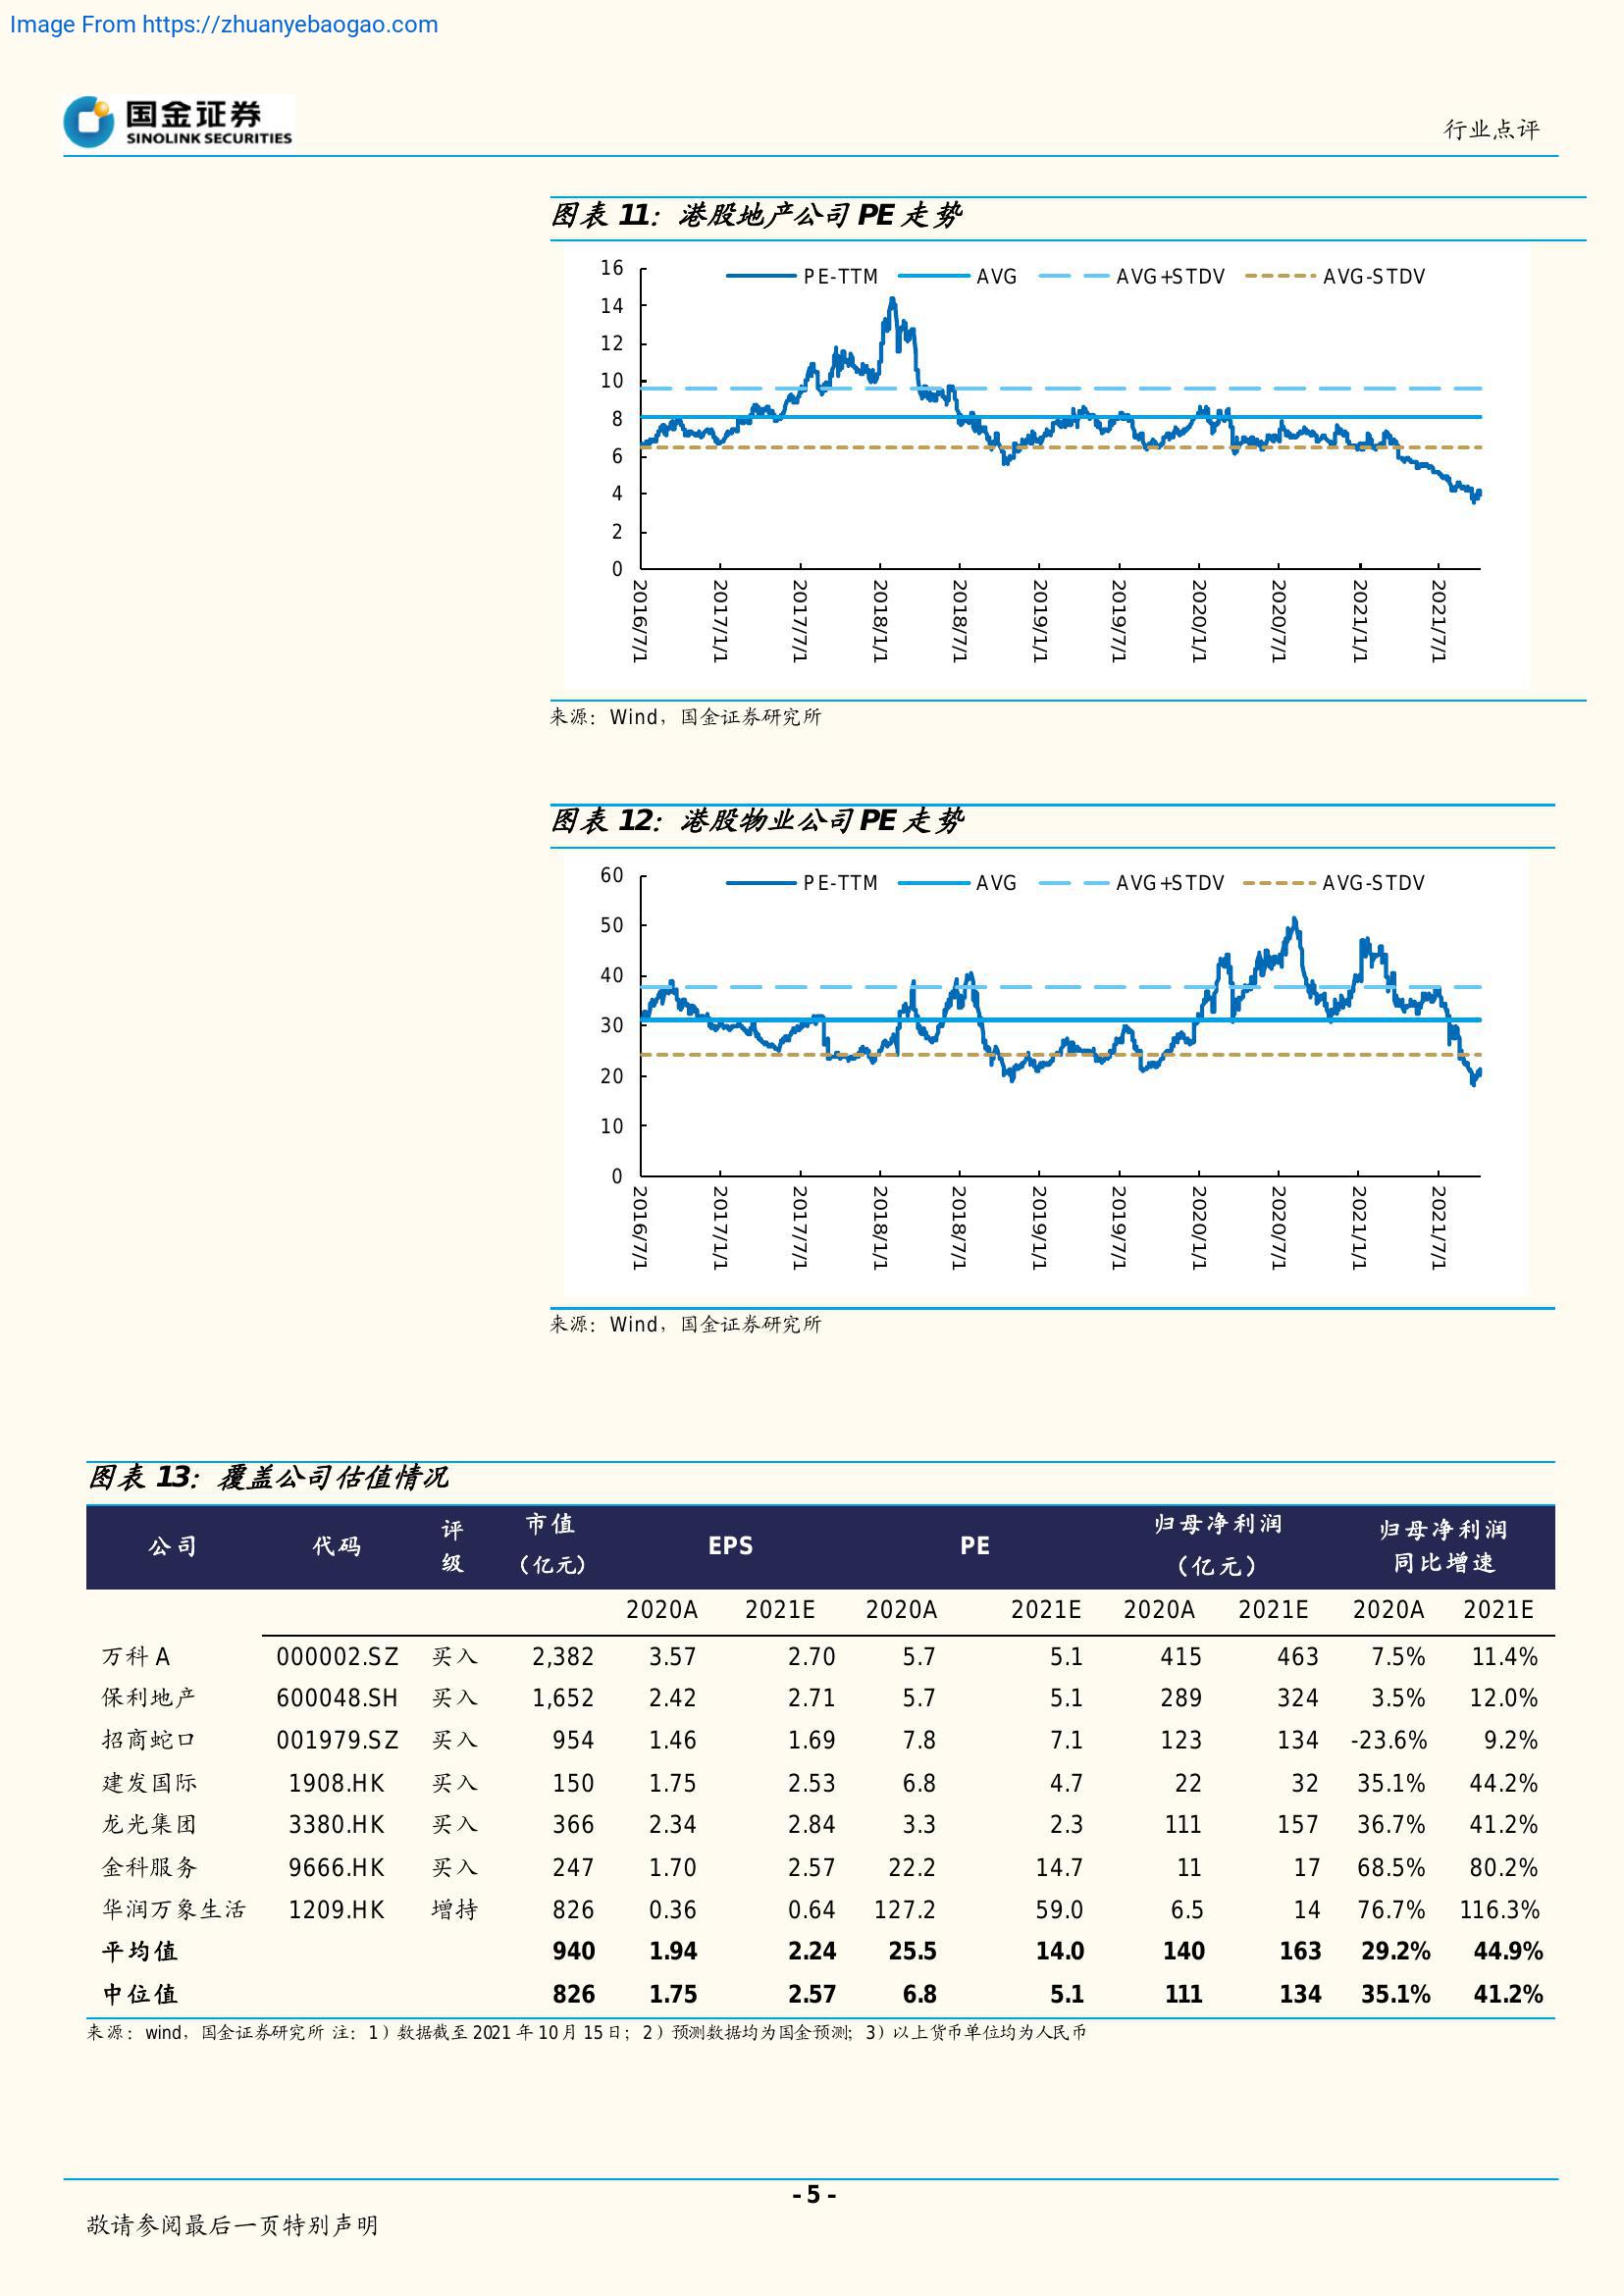 Image From https://zhuanyebaogao.com
国金证券
SINOLINK SECURITIES
行业点评
图表 11：港股地产公司 PE 走势
PE-TTM AVG AVG+STDV AVG-STDV
16
14
12
10
8
6
4
2
0
2016/7/1 2017/1/1 2017/7/1 2018/1/1 2018/7/1 2019/1/1 2019/7/1 2020/1/1 2020/7/1 2021/1/1 2021/7/1
来源：Wind，国金证券研究所
图表 12：港股物业公司 PE 走势
PE-TTM AVG AVG+STDV AVG-STDV
60
50
40
30
20
10
0
2016/7/1 2017/1/1 2017/7/1 2018/1/1 2018/7/1 2019/1/1 2019/7/1 2020/1/1 2020/7/1 2021/1/1 2021/7/1
来源：Wind，国金证券研究所
图表 13：覆盖公司估值情况
公司 代码 评级 市值（亿元） EPS PE 归母净利润（亿元） 归母净利润同比增速
2020A 2021E 2020A 2021E 2020A 2021E 2020A 2021E
万科 A 000002.SZ 买入 2,382 3.57 2.70 5.7 5.1 415 463 7.5% 11.4%
保利地产 600048.SH 买入 1,652 2.42 2.71 5.7 5.1 289 324 3.5% 12.0%
招商蛇口 001979.SZ 买入 954 1.46 1.69 7.8 7.1 123 134 -23.6% 9.2%
建发国际 1908.HK 买入 150 1.75 2.53 6.8 4.7 22 32 35.1% 44.2%
龙光集团 3380.HK 买入 366 2.34 2.84 3.3 2.3 111 157 36.7% 41.2%
金科服务 9666.HK 买入 247 1.70 2.57 22.2 14.7 11 17 68.5% 80.2%
华润万象生活 1209.HK 增持 826 0.36 0.64 127.2 59.0 6.5 14 76.7% 116.3%
平均值 940 1.94 2.24 25.5 14.0 140 163 29.2% 44.9%
中位值 826 1.75 2.57 6.8 5.1 111 134 35.1% 41.2%
来源：wind，国金证券研究所 注：1）数据截至 2021 年 10 月 15 日；2）预测数据均为国金预测；3）以上货币单位均为人民币
- 5 -
敬请参阅最后一页特别声明